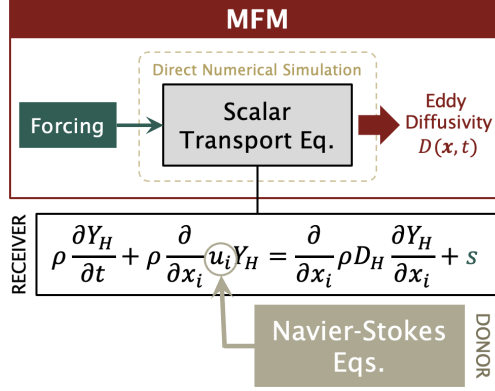 MFM
Direct Numerical Simulation
Forcing
Scalar
Transport Eq.
Eddy
Diffusivity
D(x, t)
RECEIVER
ρ ∂Y_H/∂t + ρ ∂/∂x_i u_i Y_H = ∂/∂x_i ρD_H ∂Y_H/∂x_i + s
Navier-Stokes
Eqs.
DONOR